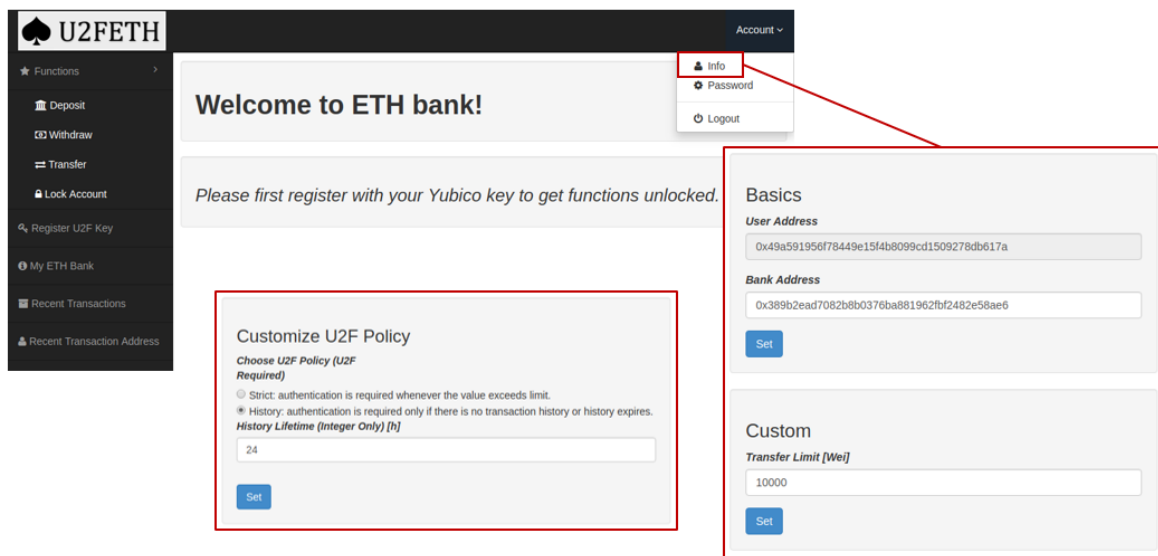 U2FETH
Account
Info
Password
Logout
Functions
Deposit
Withdraw
Transfer
Lock Account
Register U2F Key
My ETH Bank
Recent Transactions
Recent Transaction Address
Welcome to ETH bank!
Please first register with your Yubico key to get functions unlocked.
Customize U2F Policy
Choose U2F Policy (U2F
Required)
Strict: authentication is required whenever the value exceeds limit.
History: authentication is required only if there is no transaction history or history expires.
History Lifetime (Integer Only) [h]
24
Set
Basics
User Address
0x49a591956f78449e15f4b8099cd1509278db617a
Bank Address
0x389b2ead7082b8b0376ba881962fbf2482e58ae6
Set
Custom
Transfer Limit [Wei]
10000
Set